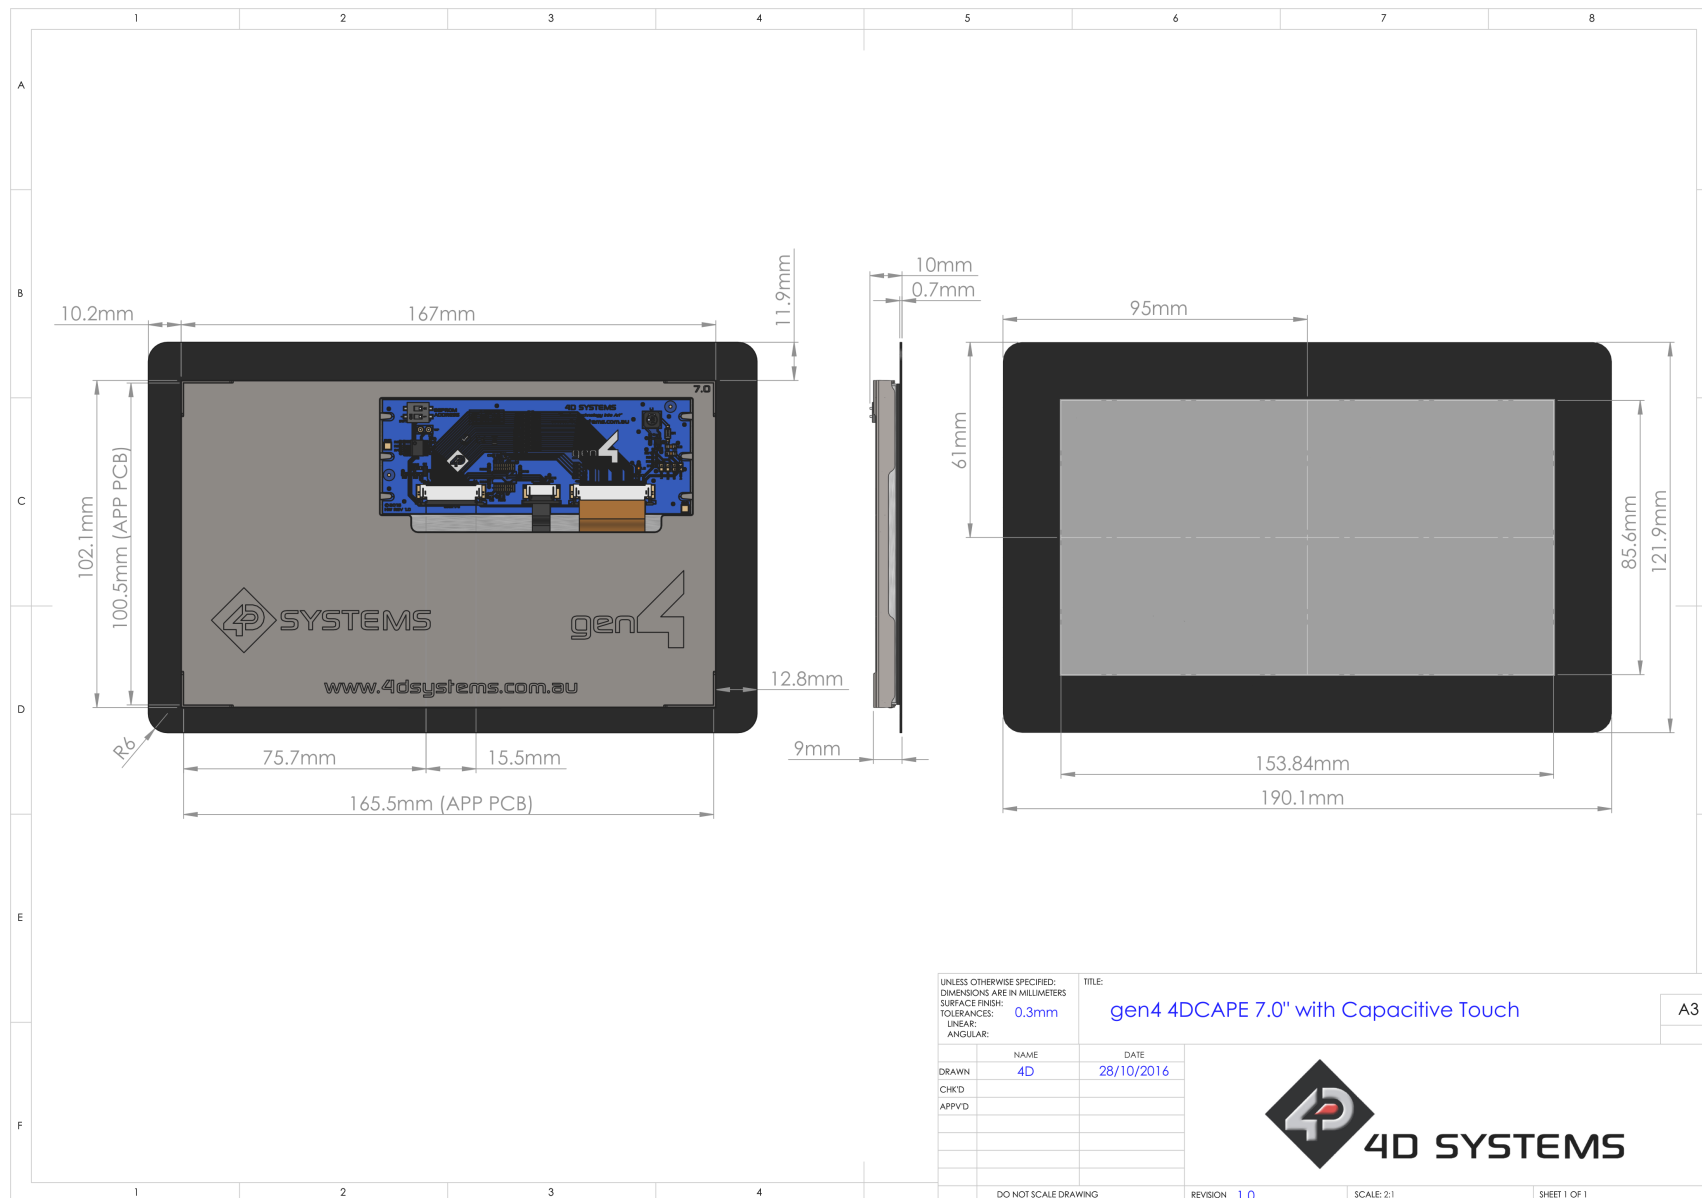 1 2 3 4 5 6 7 8
A
B
C
D
E
F
10.2mm
167mm
11.9mm
102.1mm
100.5mm (APP PCB)
7.0
4D SYSTEMS
4D SYSTEMS
gen4
www.4dsystems.com.au
12.8mm
R6
75.7mm
15.5mm
165.5mm (APP PCB)
10mm
0.7mm
9mm
95mm
61mm
85.6mm
121.9mm
153.84mm
190.1mm
UNLESS OTHERWISE SPECIFIED:
DIMENSIONS ARE IN MILLIMETERS
SURFACE FINISH:
TOLERANCES: 0.3mm
LINEAR:
ANGULAR:
TITLE:
gen4 4DCAPE 7.0" with Capacitive Touch
A3
NAME DATE
DRAWN 4D 28/10/2016
CHK'D
APPV'D
4D SYSTEMS
DO NOT SCALE DRAWING
REVISION 1.0
SCALE: 2:1
SHEET 1 OF 1
1 2 3 4